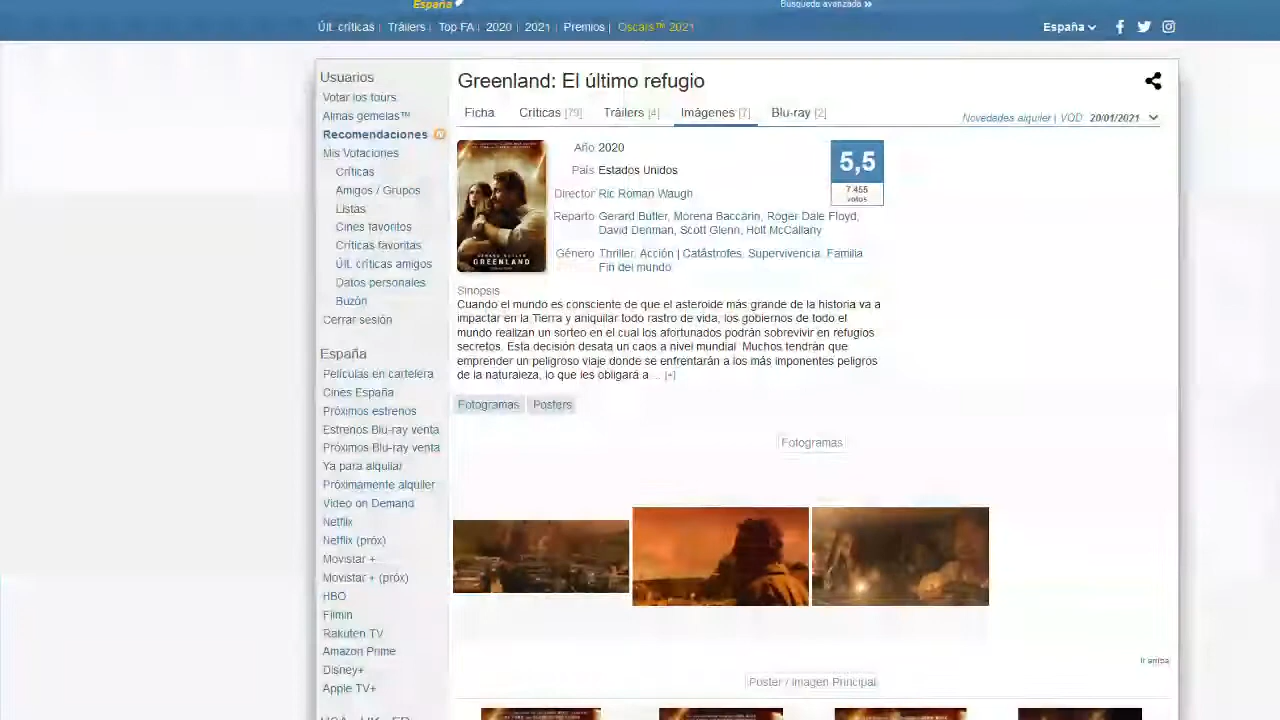 España
Búsqueda avanzada »
Últ. críticas | Tráilers | Top FA | 2020 | 2021 | Premios | Oscars™ 2021
España
Usuarios
Votar los tours
Almas gemelas™
Recomendaciones
Mis Votaciones
Críticas
Amigos / Grupos
Listas
Cines favoritos
Críticas favoritas
Últ. críticas amigos
Datos personales
Buzón
Cerrar sesión
España
Películas en cartelera
Cines España
Próximos estrenos
Estrenos Blu-ray venta
Próximos Blu-ray venta
Ya para alquilar
Próximamente alquiler
Video on Demand
Netflix
Netflix (próx)
Movistar +
Movistar + (próx)
HBO
Filmin
Rakuten TV
Amazon Prime
Disney+
Apple TV+
Greenland: El último refugio
Ficha Críticas [79] Tráilers [4] Imágenes [7] Blu-ray [2]
Novedades alquiler | VOD 20/01/2021
GERARD BUTLER
GREENLAND
Año 2020
País Estados Unidos
Director Ric Roman Waugh
Reparto Gerard Butler, Morena Baccarin, Roger Dale Floyd,
David Denman, Scott Glenn, Holt McCallany
Género Thriller. Acción | Catástrofes. Supervivencia. Familia
Fin del mundo
5,5
7.455
votos
Sinopsis
Cuando el mundo es consciente de que el asteroide más grande de la historia va a
impactar en la Tierra y aniquilar todo rastro de vida, los gobiernos de todo el
mundo realizan un sorteo en el cual los afortunados podrán sobrevivir en refugios
secretos. Esta decisión desata un caos a nivel mundial. Muchos tendrán que
emprender un peligroso viaje donde se enfrentarán a los más imponentes peligros
de la naturaleza, lo que les obligará a ... [+]
Fotogramas Posters
Fotogramas
Ir arriba
Poster / Imagen Principal